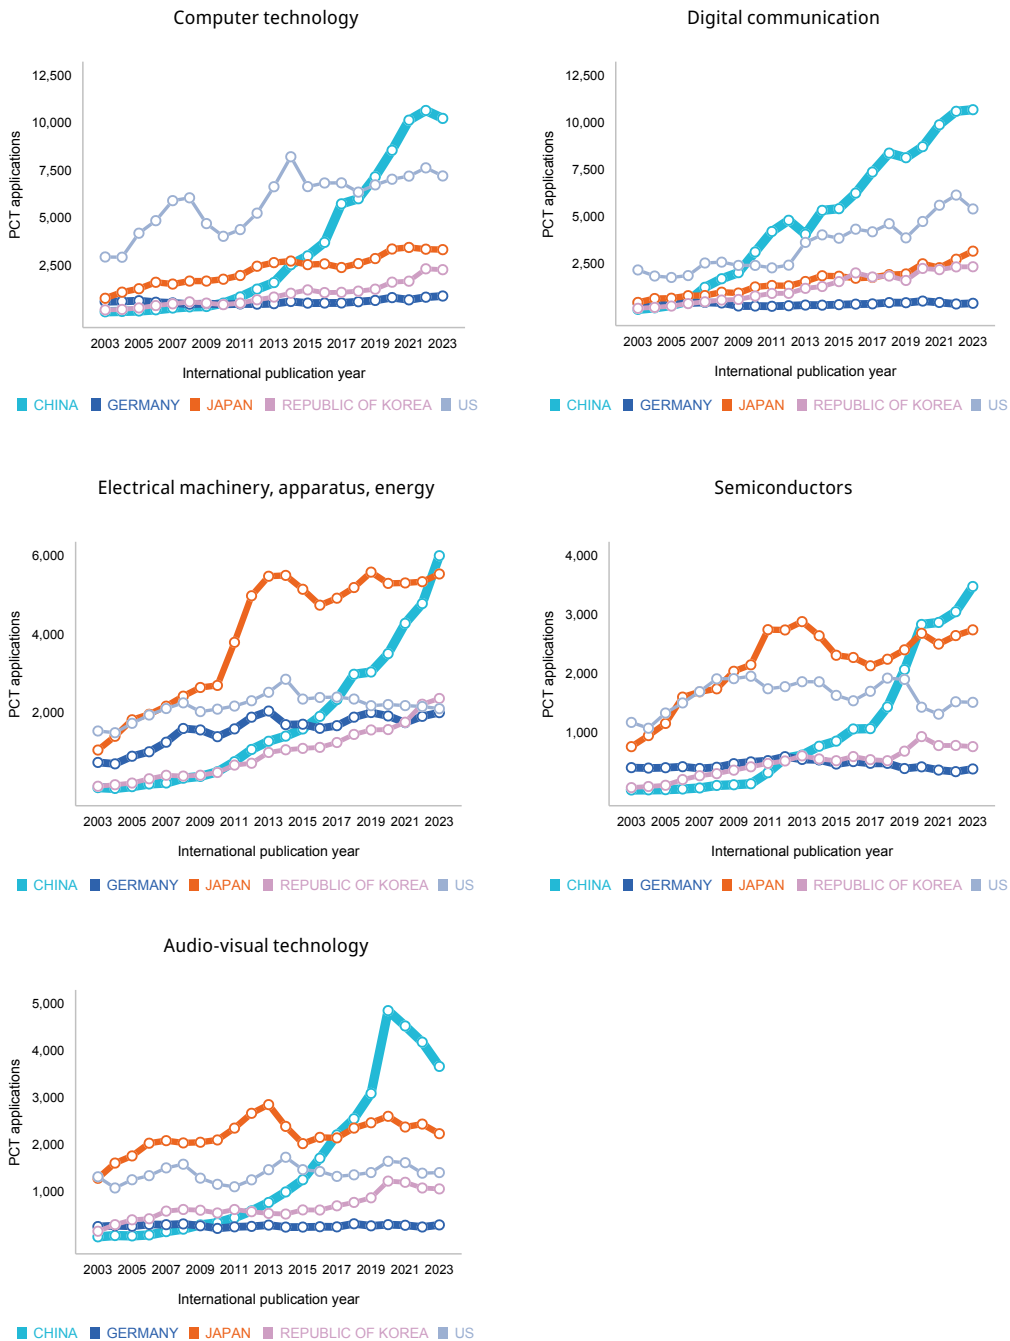 Computer technology
PCT applications
12,500
10,000
7,500
5,000
2,500
2003 2005 2007 2009 2011 2013 2015 2017 2019 2021 2023
International publication year
CHINA GERMANY JAPAN REPUBLIC OF KOREA US
Digital communication
PCT applications
12,500
10,000
7,500
5,000
2,500
2003 2005 2007 2009 2011 2013 2015 2017 2019 2021 2023
International publication year
CHINA GERMANY JAPAN REPUBLIC OF KOREA US
Electrical machinery, apparatus, energy
PCT applications
6,000
4,000
2,000
2003 2005 2007 2009 2011 2013 2015 2017 2019 2021 2023
International publication year
CHINA GERMANY JAPAN REPUBLIC OF KOREA US
Semiconductors
PCT applications
4,000
3,000
2,000
1,000
2003 2005 2007 2009 2011 2013 2015 2017 2019 2021 2023
International publication year
CHINA GERMANY JAPAN REPUBLIC OF KOREA US
Audio-visual technology
PCT applications
5,000
4,000
3,000
2,000
1,000
2003 2005 2007 2009 2011 2013 2015 2017 2019 2021 2023
International publication year
CHINA GERMANY JAPAN REPUBLIC OF KOREA US